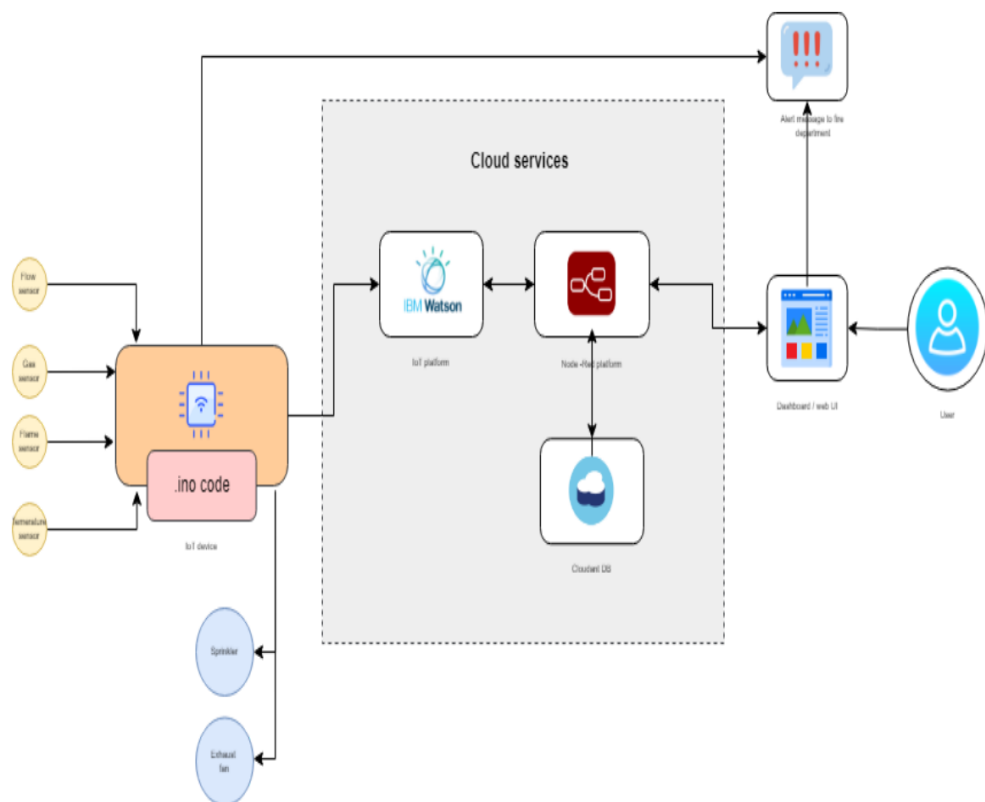 Alert message to fire
department
Cloud services
Flow
sensor
IBM Watson
IoT platform
Node -Red platform
Gas
sensor
Dashboard / web UI
User
Flame
sensor
.ino code
Temerature
sensor
IoT device
Cloudant DB
Sprinkler
Exhaust
fan